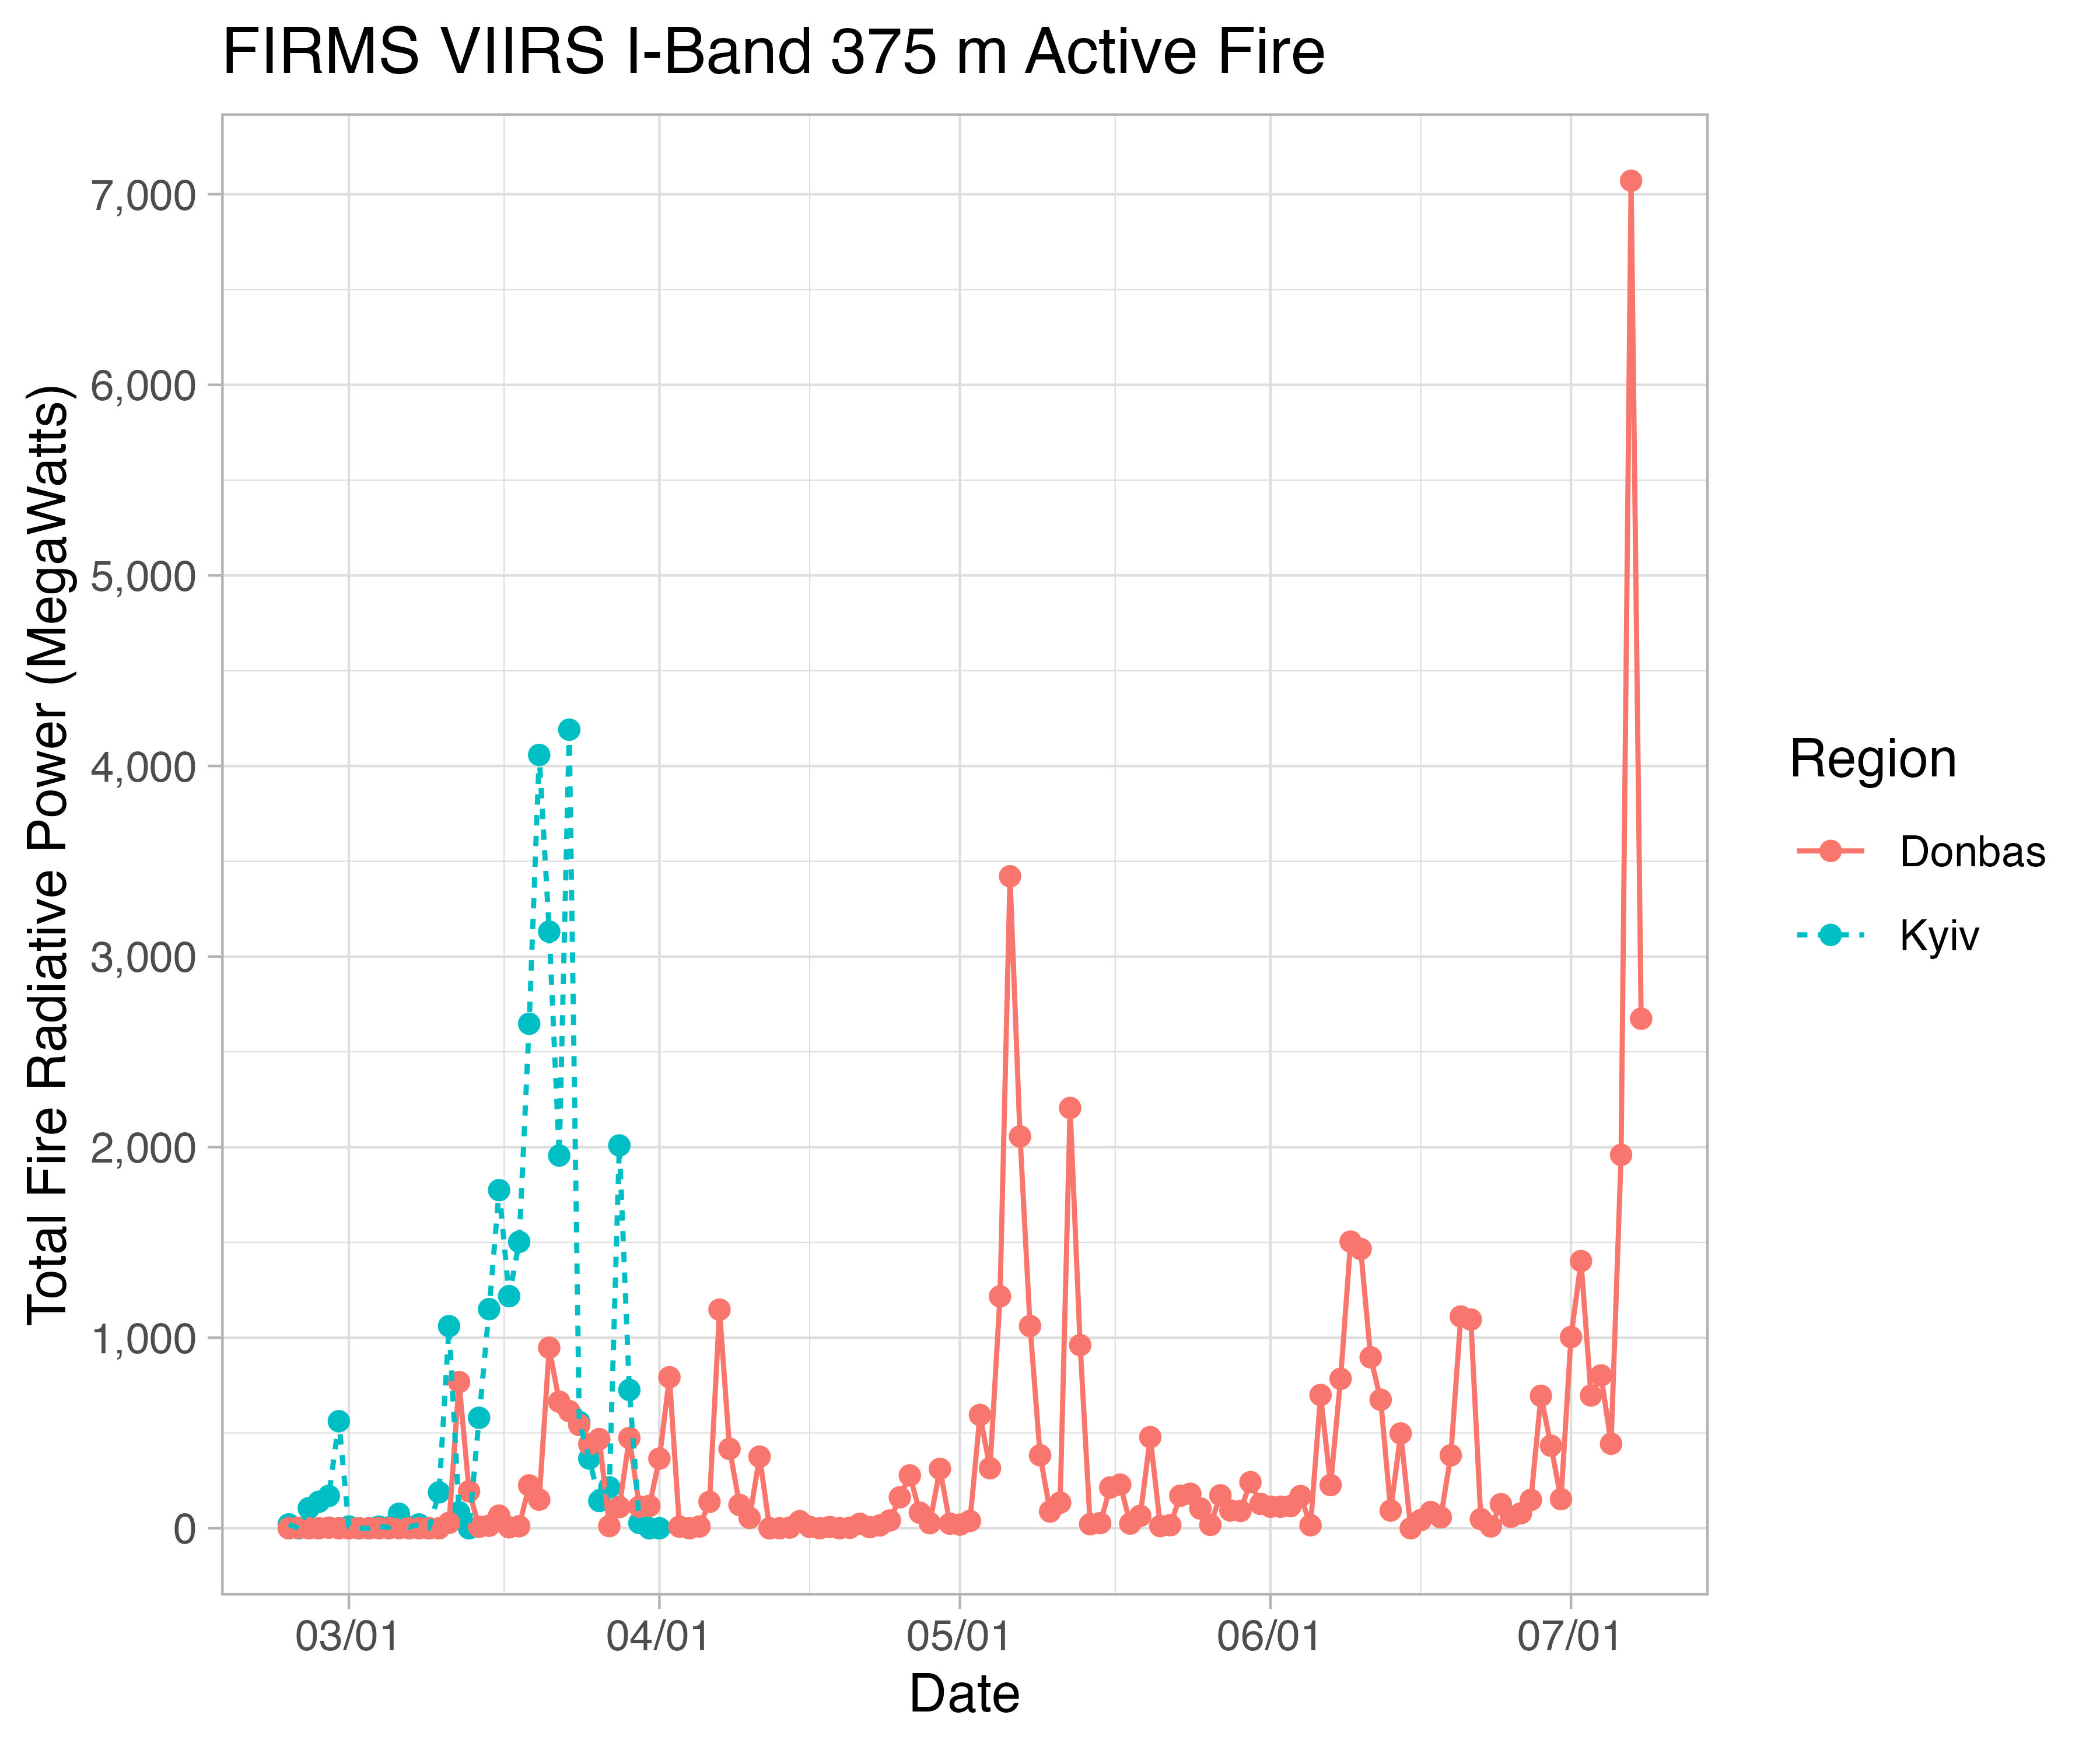 FIRMS VIIRS I-Band 375 m Active Fire
Total Fire Radiative Power (MegaWatts)
7,000
6,000
5,000
4,000
3,000
2,000
1,000
0
03/01 04/01 05/01 06/01 07/01
Date
Region
Donbas
Kyiv